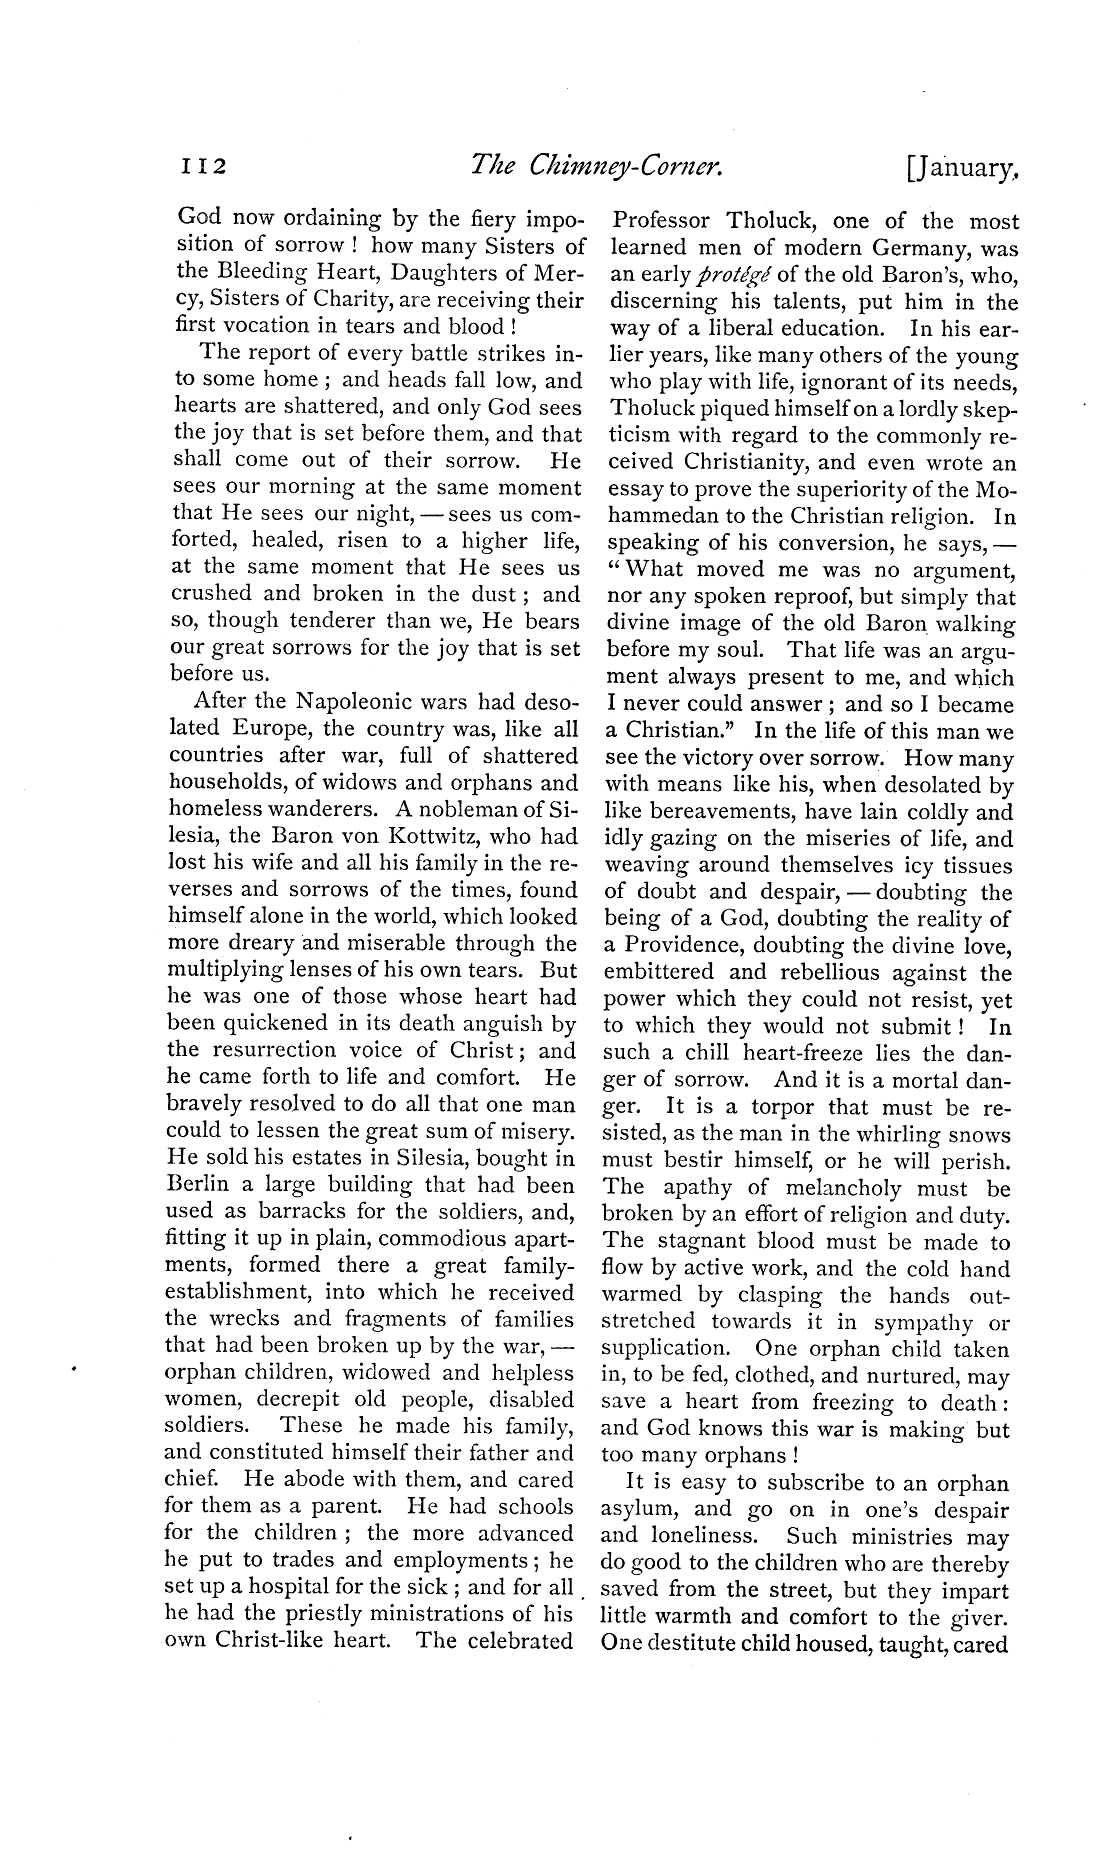 112 The Chimney-Corner. [January,
God now ordaining by the fiery impo-
sition of sorrow ! how many Sisters of
the Bleeding Heart, Daughters of Mer-
cy, Sisters of Charity, are receiving their
first vocation in tears and blood !
The report of every battle strikes in-
to some home ; and heads fall low, and
hearts are shattered, and only God sees
the joy that is set before them, and that
shall come out of their sorrow. He
sees our morning at the same moment
that He sees our night, — sees us com-
forted, healed, risen to a higher life,
at the same moment that He sees us
crushed and broken in the dust ; and
so, though tenderer than we, He bears
our great sorrows for the joy that is set
before us.
After the Napoleonic wars had deso-
lated Europe, the country was, like all
countries after war, full of shattered
households, of widows and orphans and
homeless wanderers. A nobleman of Si-
lesia, the Baron von Kottwitz, who had
lost his wife and all his family in the re-
verses and sorrows of the times, found
himself alone in the world, which looked
more dreary and miserable through the
multiplying lenses of his own tears. But
he was one of those whose heart had
been quickened in its death anguish by
the resurrection voice of Christ ; and
he came forth to life and comfort. He
bravely resolved to do all that one man
could to lessen the great sum of misery.
He sold his estates in Silesia, bought in
Berlin a large building that had been
used as barracks for the soldiers, and,
fitting it up in plain, commodious apart-
ments, formed there a great family-
establishment, into which he received
the wrecks and fragments of families
that had been broken up by the war, —
orphan children, widowed and helpless
women, decrepit old people, disabled
soldiers. These he made his family,
and constituted himself their father and
chief. He abode with them, and cared
for them as a parent. He had schools
for the children ; the more advanced
he put to trades and employments ; he
set up a hospital for the sick ; and for all
he had the priestly ministrations of his
own Christ-like heart. The celebrated
Professor Tholuck, one of the most
learned men of modern Germany, was
an early protégé of the old Baron's, who,
discerning his talents, put him in the
way of a liberal education. In his ear-
lier years, like many others of the young
who play with life, ignorant of its needs,
Tholuck piqued himself on a lordly skep-
ticism with regard to the commonly re-
ceived Christianity, and even wrote an
essay to prove the superiority of the Mo-
hammedan to the Christian religion. In
speaking of his conversion, he says, —
“ What moved me was no argument,
nor any spoken reproof, but simply that
divine image of the old Baron walking
before my soul. That life was an argu-
ment always present to me, and which
I never could answer ; and so I became
a Christian.” In the life of this man we
see the victory over sorrow. How many
with means like his, when desolated by
like bereavements, have lain coldly and
idly gazing on the miseries of life, and
weaving around themselves icy tissues
of doubt and despair, — doubting the
being of a God, doubting the reality of
a Providence, doubting the divine love,
embittered and rebellious against the
power which they could not resist, yet
to which they would not submit ! In
such a chill heart-freeze lies the dan-
ger of sorrow. And it is a mortal dan-
ger. It is a torpor that must be re-
sisted, as the man in the whirling snows
must bestir himself, or he will perish.
The apathy of melancholy must be
broken by an effort of religion and duty.
The stagnant blood must be made to
flow by active work, and the cold hand
warmed by clasping the hands out-
stretched towards it in sympathy or
supplication. One orphan child taken
in, to be fed, clothed, and nurtured, may
save a heart from freezing to death :
and God knows this war is making but
too many orphans !
It is easy to subscribe to an orphan
asylum, and go on in one's despair
and loneliness. Such ministries may
do good to the children who are thereby
saved from the street, but they impart
little warmth and comfort to the giver.
One destitute child housed, taught, cared